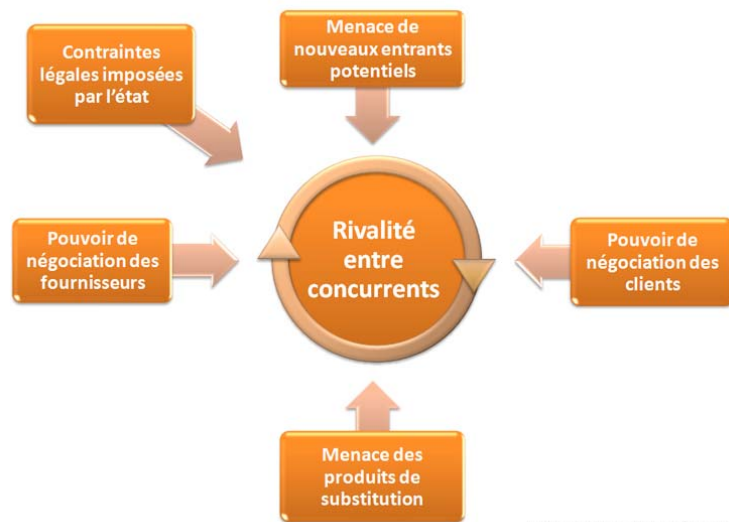 Contraintes
légales imposées
par l'état
Menace de
nouveaux entrants
potentiels
Pouvoir de
négociation des
fournisseurs
Rivalité
entre
concurrents
Pouvoir de
négociation des
clients
Menace des
produits de
substitution